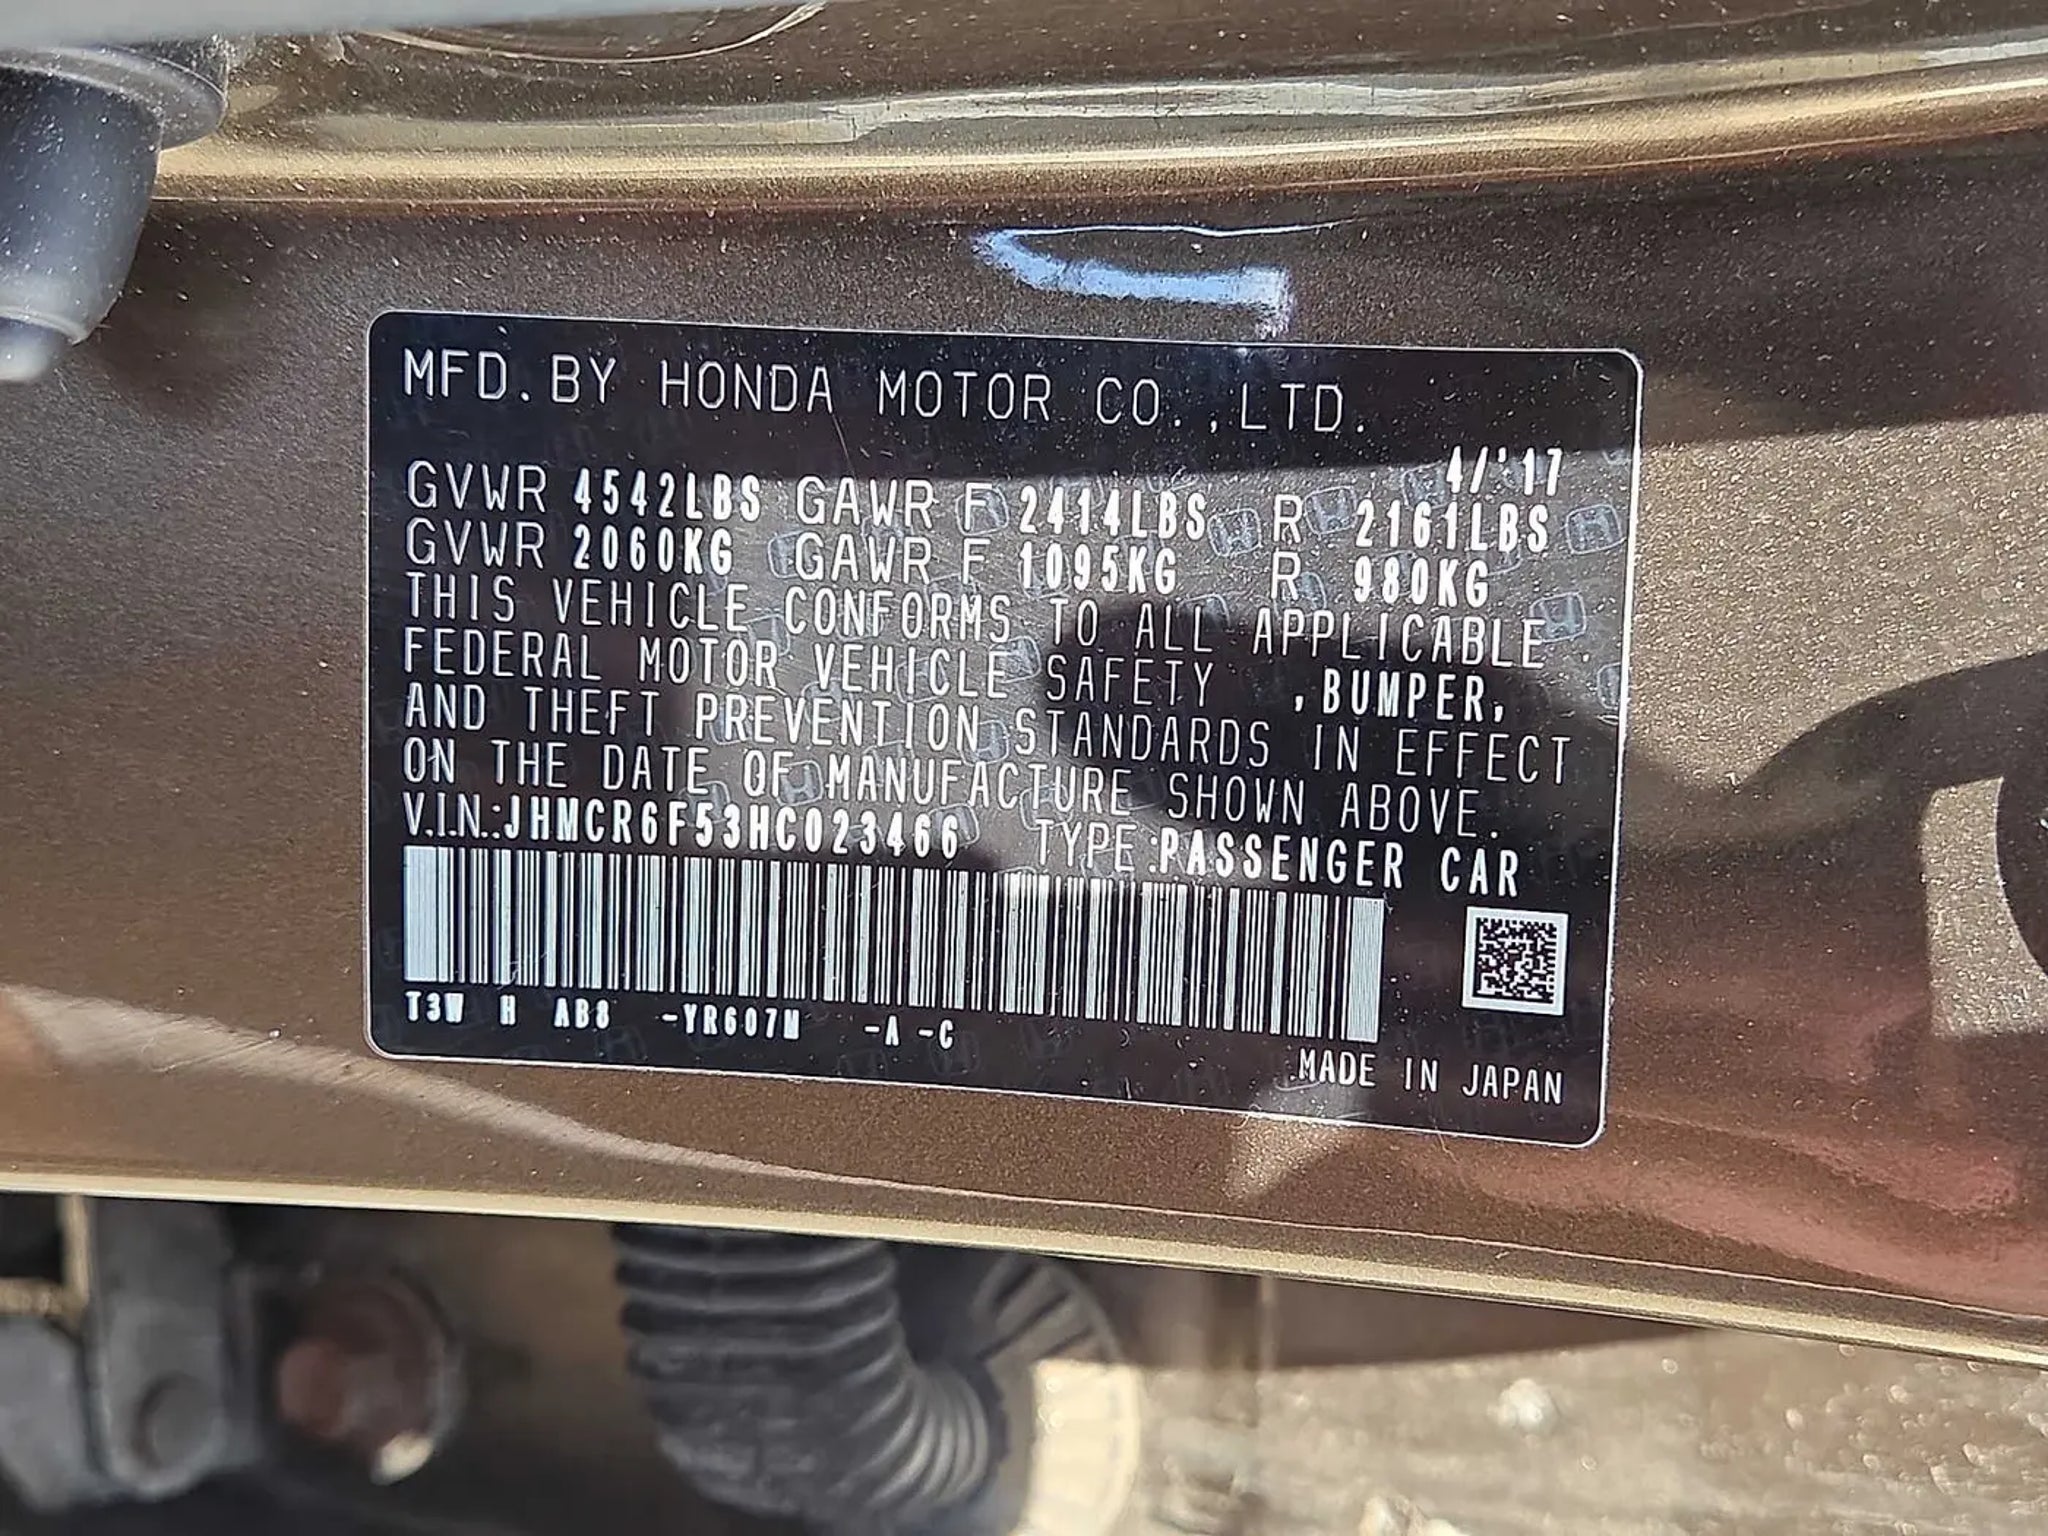 MFD. BY HONDA MOTOR CO., LTD.
4/'17
GVWR 4542LBS GAWR F 2414LBS R 2161LBS
GVWR 2060KG GAWR F 1095KG R 980KG
THIS VEHICLE CONFORMS TO ALL APPLICABLE
FEDERAL MOTOR VEHICLE SAFETY , BUMPER,
AND THEFT PREVENTION STANDARDS IN EFFECT
ON THE DATE OF MANUFACTURE SHOWN ABOVE.
V.I.N.:JHMCR6F53HC023466 TYPE:PASSENGER CAR
T3W H AB8 -YR607M -A -C
MADE IN JAPAN